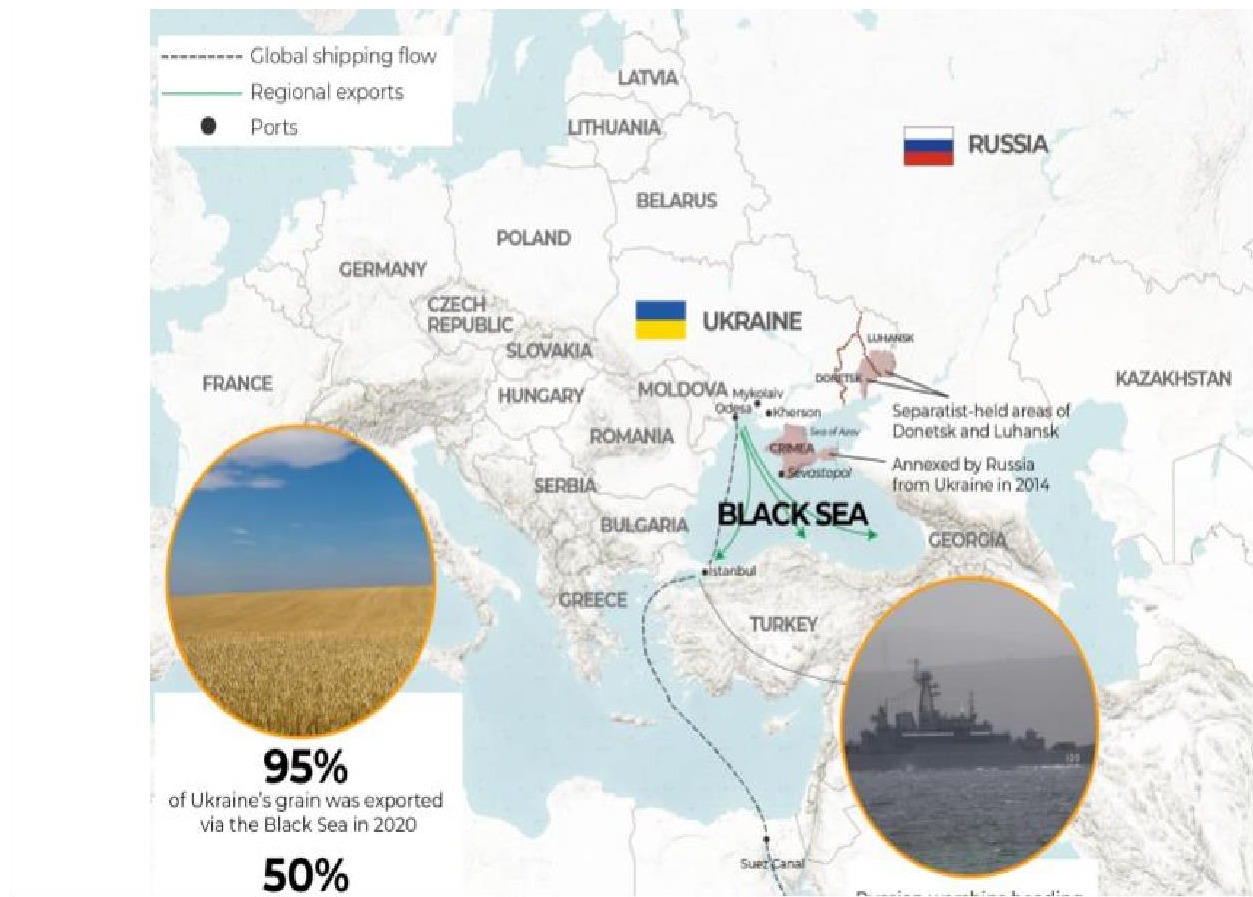 Global shipping flow
Regional exports
Ports
LATVIA
LITHUANIA
RUSSIA
BELARUS
POLAND
GERMANY
CZECH
REPUBLIC
UKRAINE
LUHANSK
SLOVAKIA
DONETSK
FRANCE
KAZAKHSTAN
HUNGARY
MOLDOVA
Mykolaiv
Odesa
Kherson
Separatist-held areas of
Donetsk and Luhansk
ROMANIA
Sea of Azov
CRIMEA
Annexed by Russia
from Ukraine in 2014
Sevastopol
SERBIA
BLACK SEA
BULGARIA
GEORGIA
Istanbul
GREECE
TURKEY
95%
of Ukraine's grain was exported
via the Black Sea in 2020
50%
Suez Canal
Russian warships heading